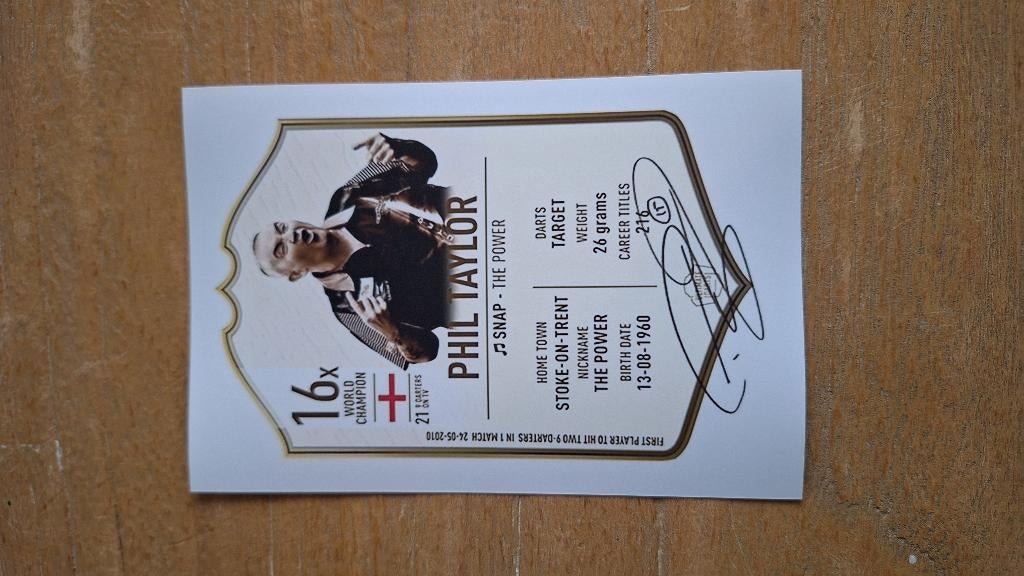 16x
WORLD
CHAMPION
21 9 DARTERS
ON TV
PHIL TAYLOR
SNAP - THE POWER
HOME TOWN
STOKE-ON-TRENT
NICKNAME
THE POWER
BIRTH DATE
13-08-1960
DARTS
TARGET
WEIGHT
26 grams
CAREER TITLES
216
FIRST PLAYER TO HIT TWO 9-DARTERS IN 1 MATCH 24-05-2010